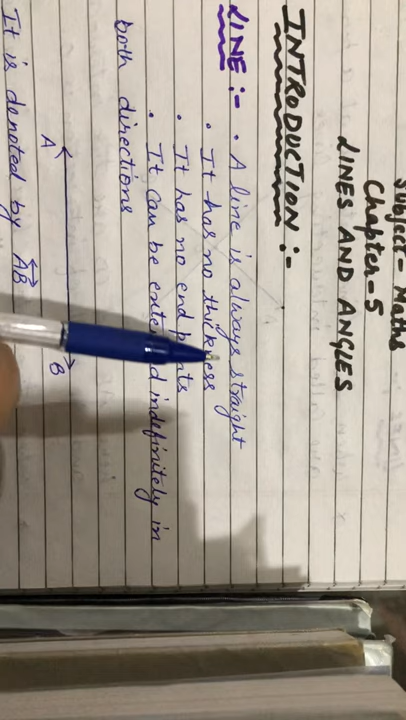 Subject- Maths
Chapter-5
LINES AND ANGLES
INTRODUCTION :-
LINE :- • A line is always straight
• It has no thickness
• It has no end points
• It can be extended indefinitely in
both directions
A B
It is denoted by AB